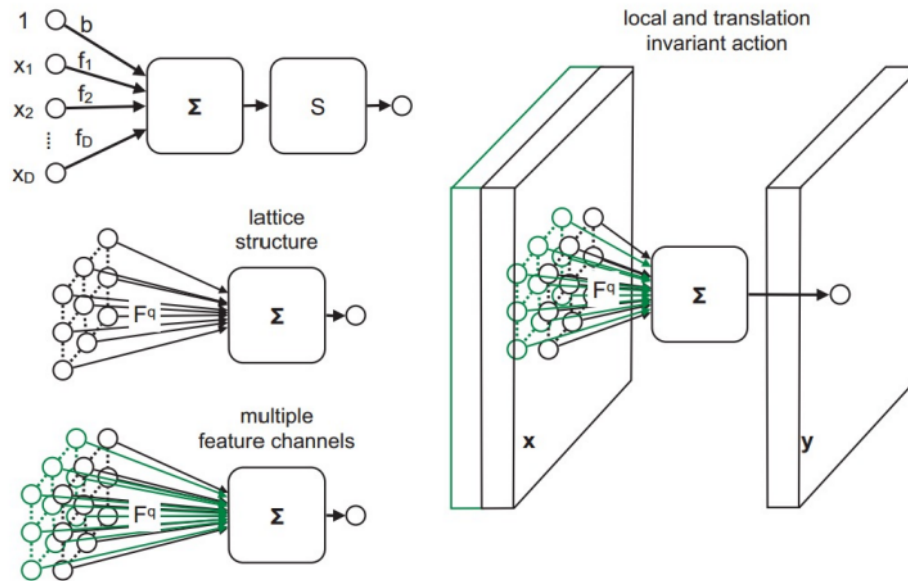 1
b
x1
f1
x2
f2
fD
xD
Σ
S
lattice
structure
Fq
Σ
multiple
feature channels
Fq
Σ
local and translation
invariant action
Fq
Σ
x
y